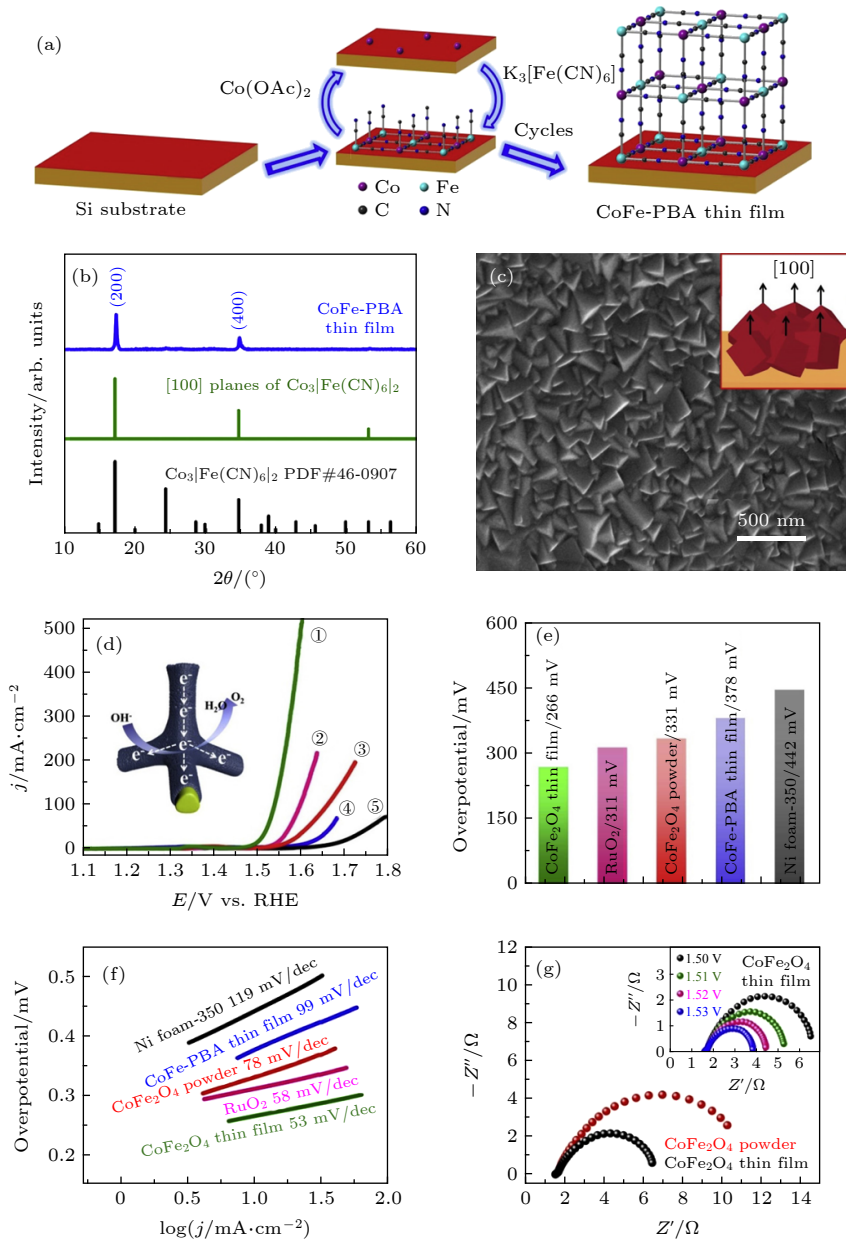 (a)
Co(OAc)₂
K₃[Fe(CN)₆]
Cycles
Si substrate
Co Fe
C N
CoFe-PBA thin film
(b)
(200)
(400)
CoFe-PBA
thin film
[100] planes of Co₃|Fe(CN)₆|₂
Co₃|Fe(CN)₆|₂ PDF#46-0907
Intensity/arb. units
10 20 30 40 50 60
2θ/(°)
(c)
[100]
500 nm
(d)
500
400
300
200
100
0
j/mA·cm⁻²
OH⁻
H₂O
O₂
e⁻
e⁻
e⁻
e⁻
e⁻
e⁻
e⁻
①
②
③
④
⑤
1.1 1.2 1.3 1.4 1.5 1.6 1.7 1.8
E/V vs. RHE
(e)
600
450
300
150
0
Overpotential/mV
CoFe₂O₄ thin film/266 mV
RuO₂/311 mV
CoFe₂O₄ powder/331 mV
CoFe-PBA thin film/378 mV
Ni foam-350/442 mV
(f)
0.5
0.4
0.3
0.2
Overpotential/mV
Ni foam-350 119 mV/dec
CoFe-PBA thin film 99 mV/dec
CoFe₂O₄ powder 78 mV/dec
RuO₂ 58 mV/dec
CoFe₂O₄ thin film 53 mV/dec
0 0.5 1.0 1.5 2.0
log(j/mA·cm⁻²)
(g)
12
10
8
6
4
2
0
−Z″/Ω
1.50 V
1.51 V
1.52 V
1.53 V
CoFe₂O₄
thin film
3
2
1
0
−Z″/Ω
0 1 2 3 4 5 6
Z′/Ω
CoFe₂O₄ powder
CoFe₂O₄ thin film
0 2 4 6 8 10 12 14
Z′/Ω